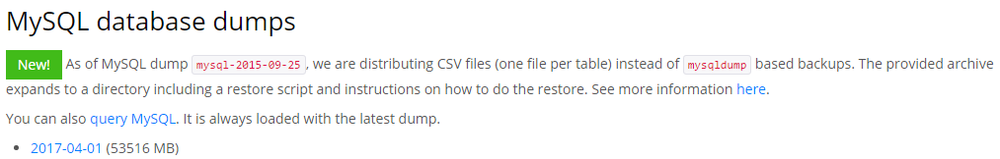 MySQL database dumps
New! As of MySQL dump mysql-2015-09-25, we are distributing CSV files (one file per table) instead of mysqldump based backups. The provided archive
expands to a directory including a restore script and instructions on how to do the restore. See more information here.
You can also query MySQL. It is always loaded with the latest dump.
• 2017-04-01 (53516 MB)